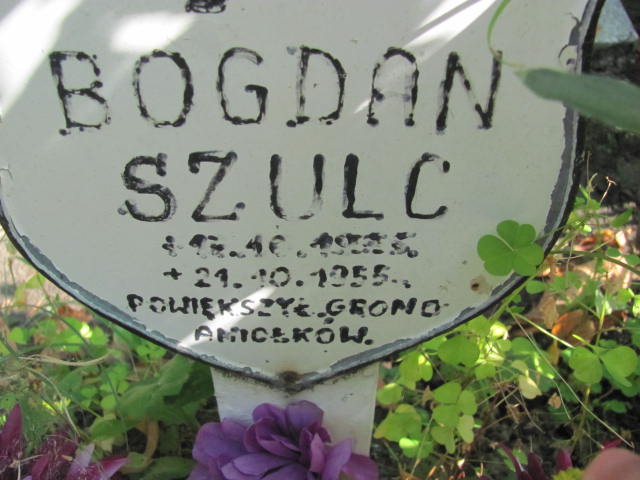 BOGDAN
SZULC
+ 21.10.1955.
POWIĘKSZYŁ.GRONO
ANIOŁKÓW.